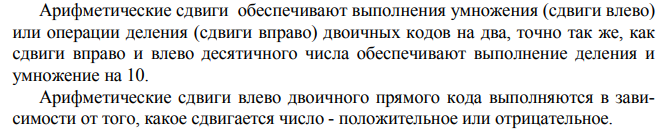 Арифметические сдвиги обеспечивают выполнения умножения (сдвиги влево)
или операции деления (сдвиги вправо) двоичных кодов на два, точно так же, как
сдвиги вправо и влево десятичного числа обеспечивают выполнение деления и
умножение на 10.
Арифметические сдвиги влево двоичного прямого кода выполняются в зави-
симости от того, какое сдвигается число - положительное или отрицательное.